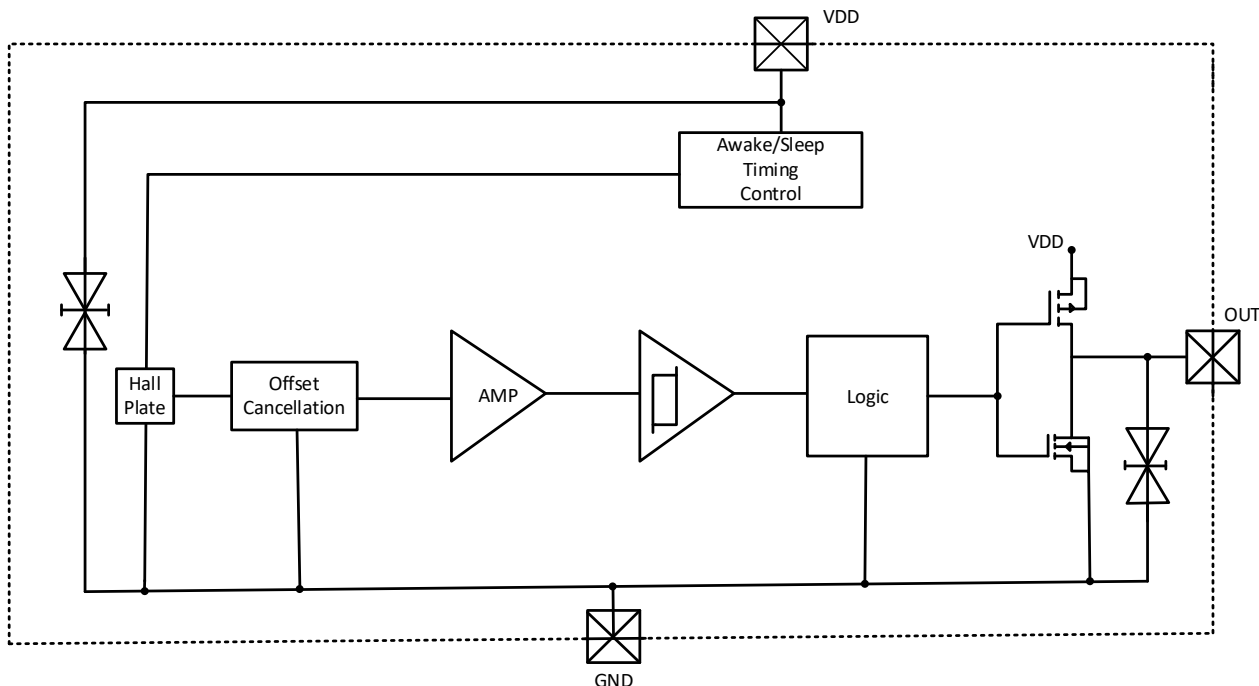 VDD
Awake/Sleep
Timing
Control
VDD
OUT
Hall
Plate
Offset
Cancellation
AMP
Logic
GND